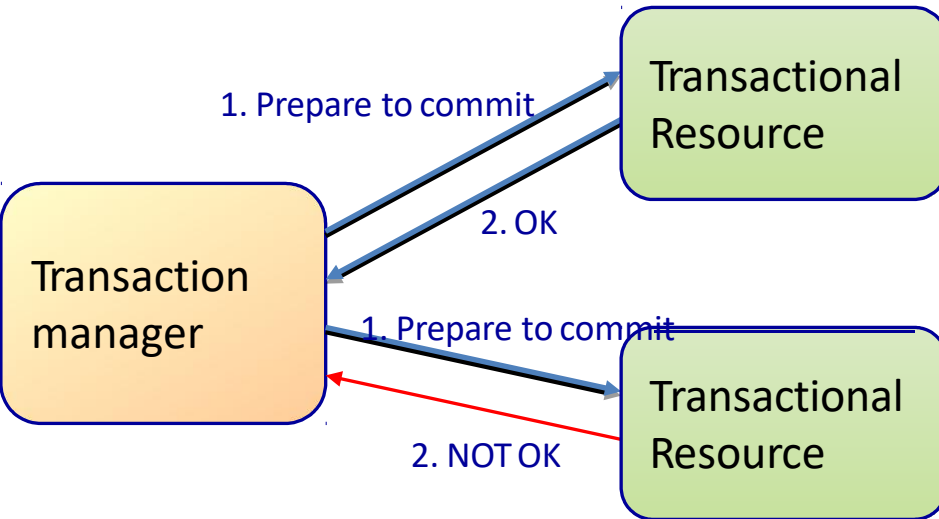 Transactional
Resource
1. Prepare to commit
2. OK
Transaction
manager
1. Prepare to commit
Transactional
Resource
2. NOT OK